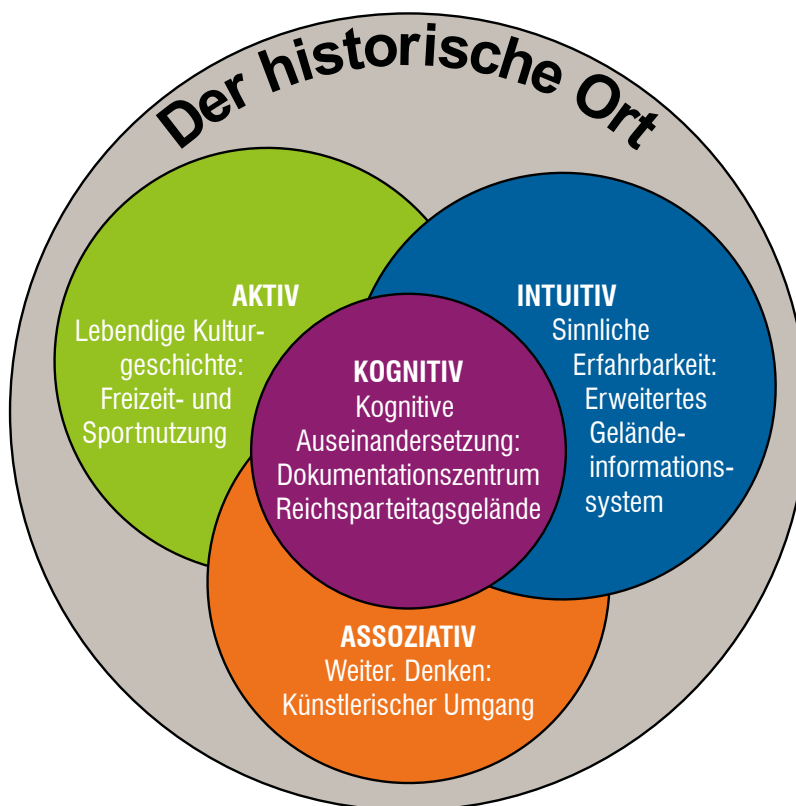 Der historische Ort
AKTIV
Lebendige Kultur-
geschichte:
Freizeit- und
Sportnutzung
INTUITIV
Sinnliche
Erfahrbarkeit:
Erweitertes
Gelände-
informations-
system
KOGNITIV
Kognitive
Auseinandersetzung:
Dokumentationszentrum
Reichsparteitagsgelände
ASSOZIATIV
Weiter. Denken:
Künstlerischer Umgang